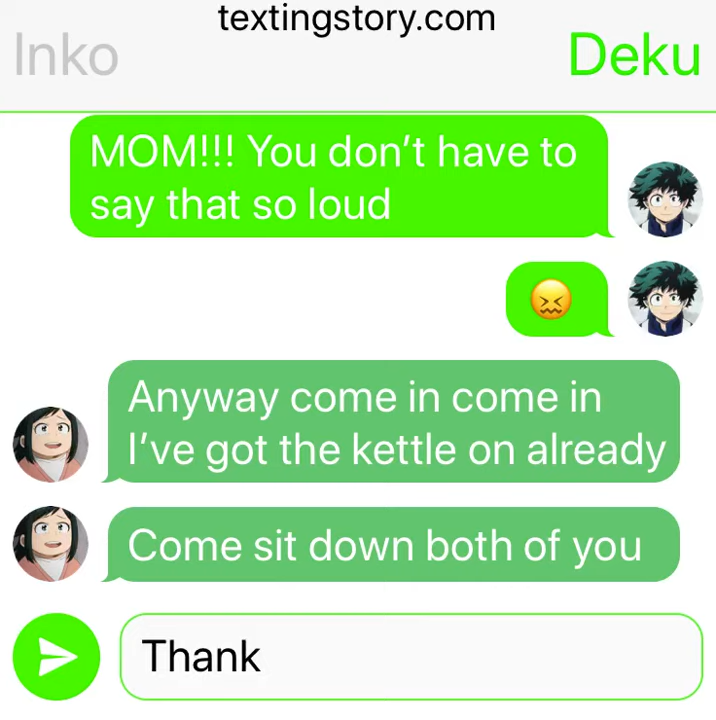 textingstory.com
Inko
Deku
MOM!!! You don’t have to
say that so loud
😖
Anyway come in come in
I’ve got the kettle on already
Come sit down both of you
Thank